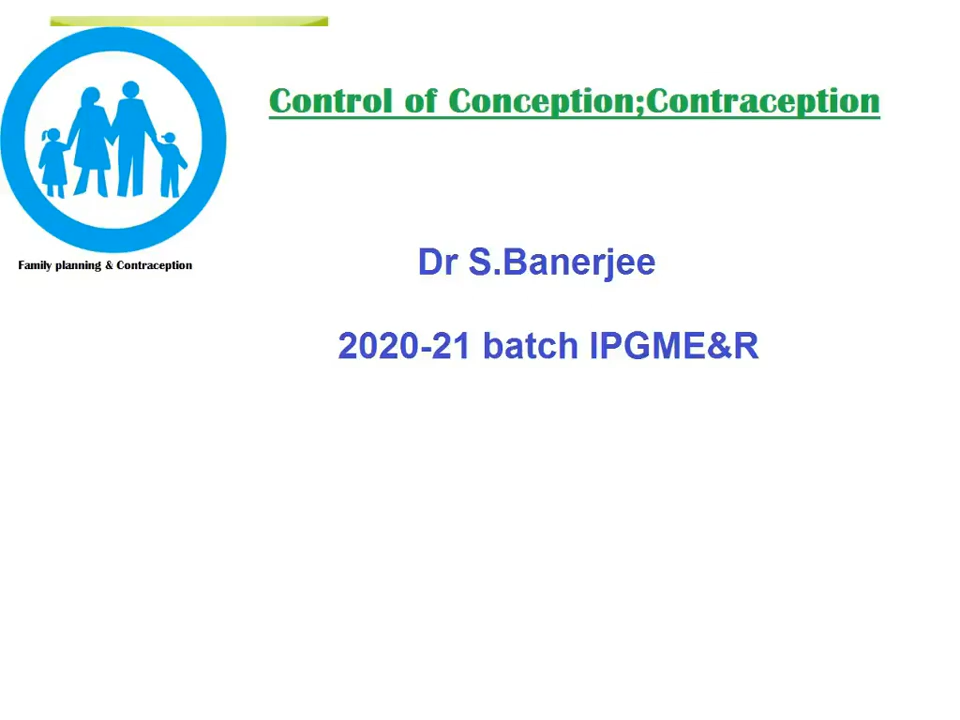 Control of Conception;Contraception
Family planning & Contraception
Dr S.Banerjee
2020-21 batch IPGME&R